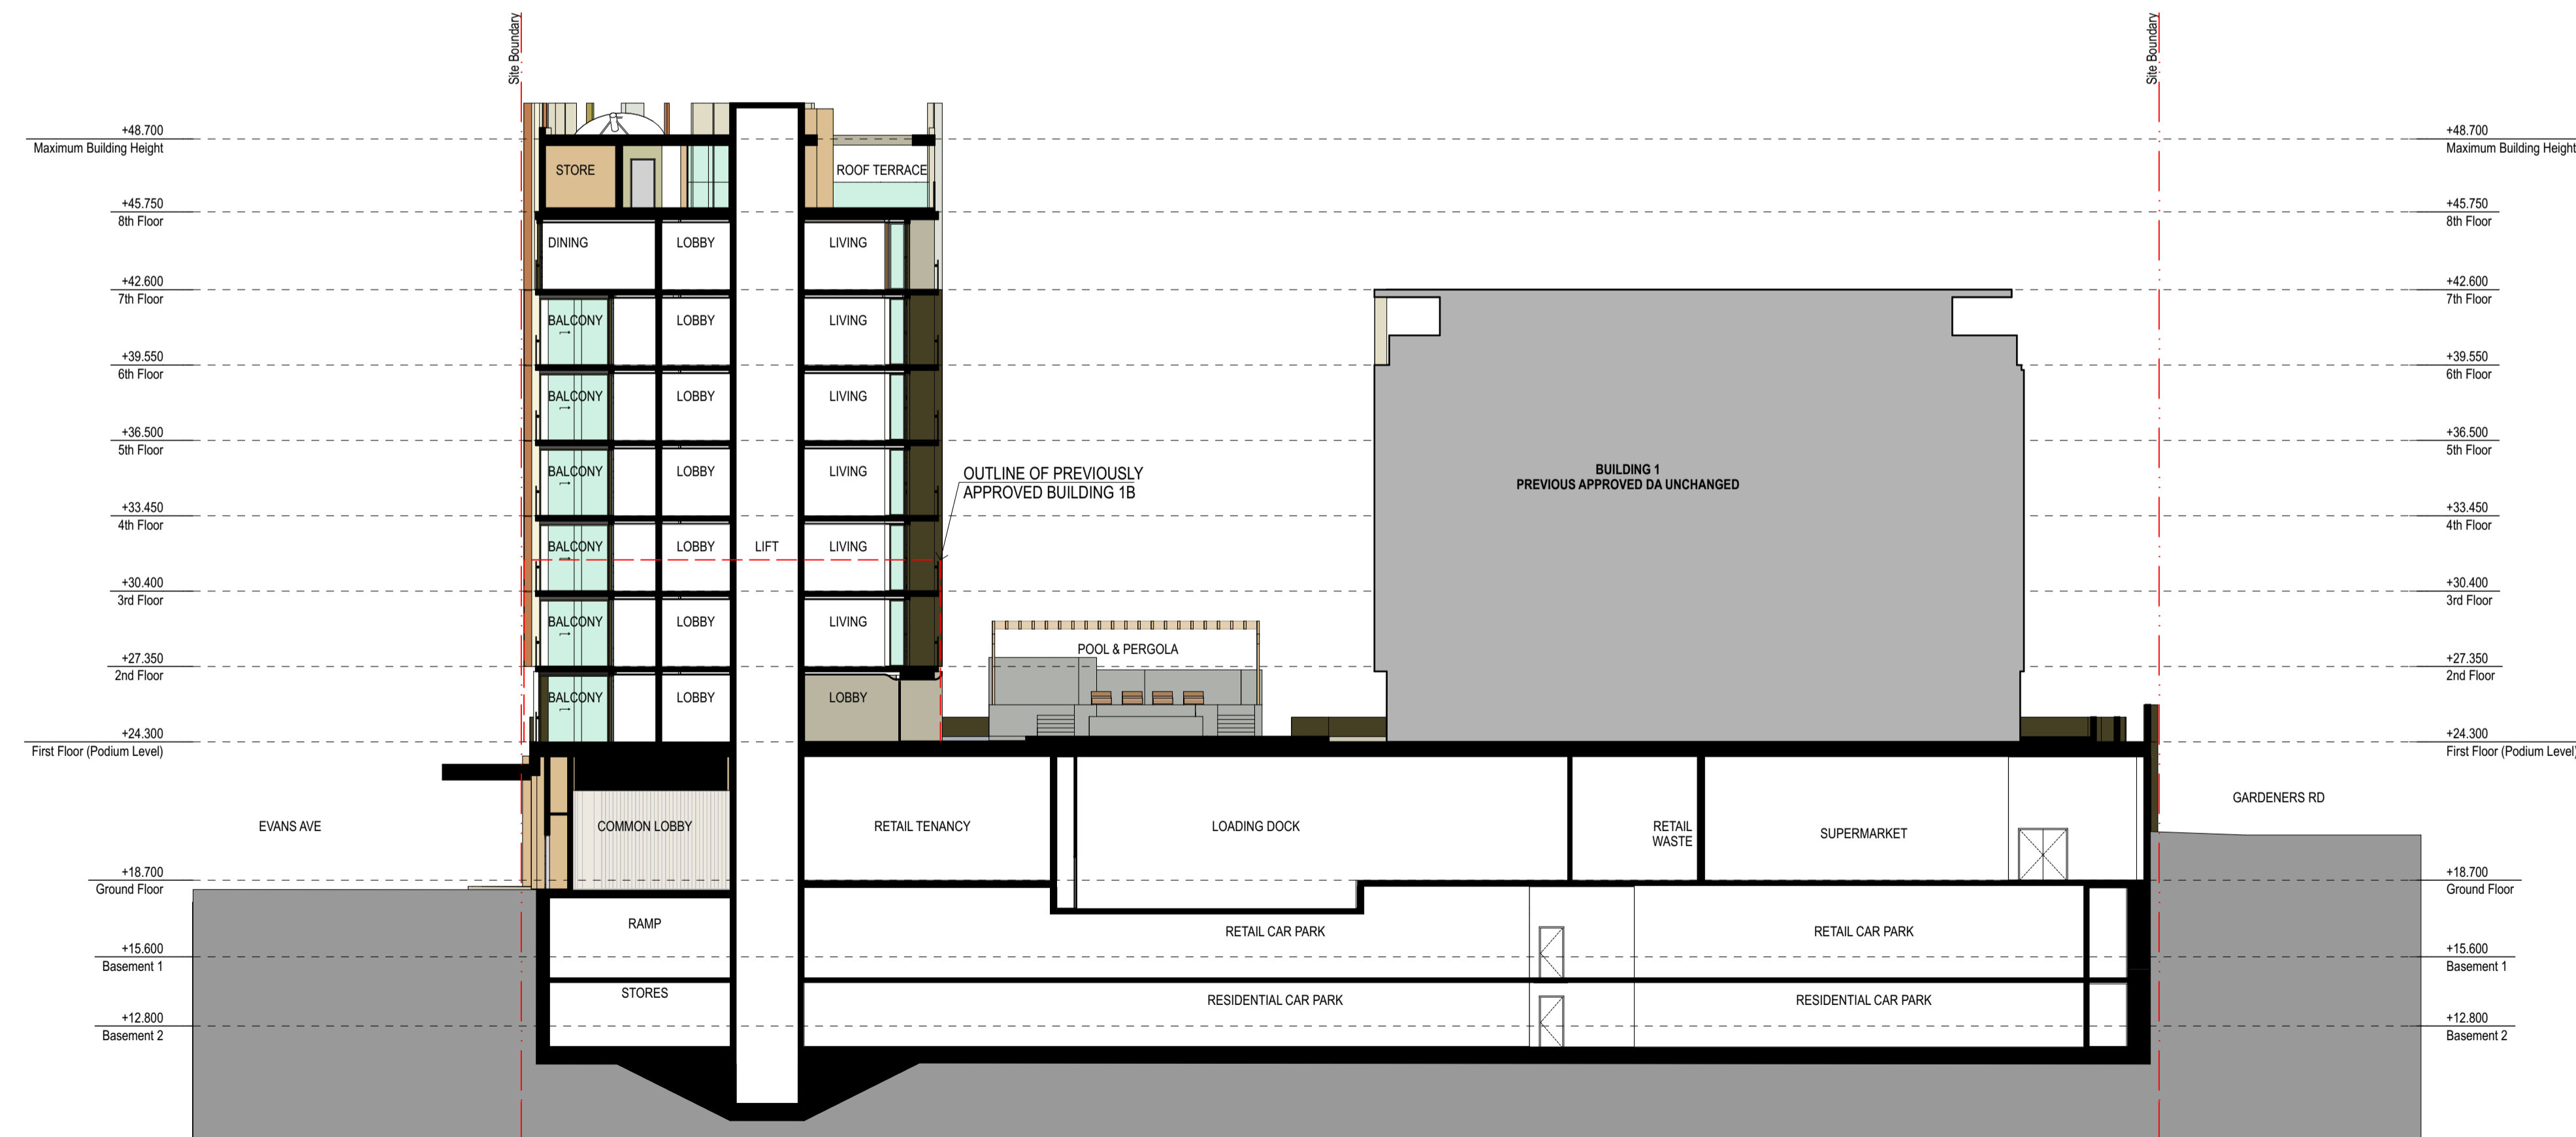 Site Boundary
Site Boundary
+48.700
Maximum Building Height
+48.700
Maximum Building Height
STORE
ROOF TERRACE
+45.750
8th Floor
+45.750
8th Floor
DINING
LOBBY
LIVING
+42.600
7th Floor
+42.600
7th Floor
BALCONY
LOBBY
LIVING
+39.550
6th Floor
+39.550
6th Floor
BALCONY
LOBBY
LIVING
+36.500
5th Floor
+36.500
5th Floor
BALCONY
LOBBY
LIVING
OUTLINE OF PREVIOUSLY
APPROVED BUILDING 1B
BUILDING 1
PREVIOUS APPROVED DA UNCHANGED
+33.450
4th Floor
+33.450
4th Floor
BALCONY
LOBBY
LIFT
LIVING
+30.400
3rd Floor
+30.400
3rd Floor
BALCONY
LOBBY
LIVING
POOL & PERGOLA
+27.350
2nd Floor
+27.350
2nd Floor
BALCONY
LOBBY
LOBBY
+24.300
First Floor (Podium Level)
+24.300
First Floor (Podium Level)
GARDENERS RD
EVANS AVE
COMMON LOBBY
RETAIL TENANCY
LOADING DOCK
RETAIL
WASTE
SUPERMARKET
+18.700
Ground Floor
+18.700
Ground Floor
RAMP
RETAIL CAR PARK
RETAIL CAR PARK
+15.600
Basement 1
+15.600
Basement 1
STORES
RESIDENTIAL CAR PARK
RESIDENTIAL CAR PARK
+12.800
Basement 2
+12.800
Basement 2